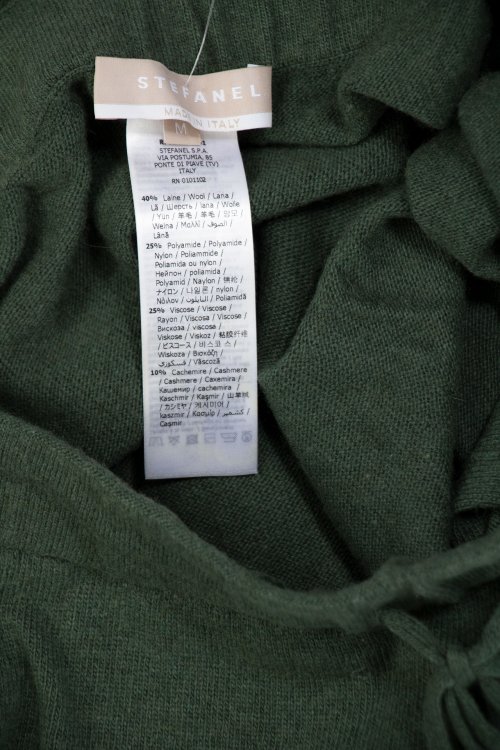 STEFANEL
MADE IN ITALY
M
STEFANEL S.P.A.
VIA POSTUMIA, 85
PONTE DI PIAVE (TV)
ITALY
RN 0101102
40% Laine / Wool / Lana /
Lã / Шерсть / lana / Wolle
/ Yün / 羊毛 / 羊毛 / 양모 /
Welna / Μαλλί / الصوف /
Lână
25% Polyamide / Polyamide /
Nylon / Poliammide /
Poliamida ou nylon /
Нейлон / poliamida /
Polyamid / Naylon / 锦纶 /
ナイロン / 나일론 / nylon /
Νάιλον / النايلون / Poliamidă
25% Viscose / Viscose /
Rayon / Viscosa / Viscose /
Вискоза / viscosa /
Viskose / Viskoz / 粘胶纤维
/ ビスコース / 비스코스 /
Wiskoza / Βισκόζη /
فسكوزي / Vâscoză
10% Cachemire / Cashmere
/ Cashmere / Caxemira /
Кашемир / cachemira /
Kaschmir / Kaşmir / 山羊绒
/ カシミヤ / 캐시미어 /
kaszmir / Κασμίρ / كشمير /
Caşmir